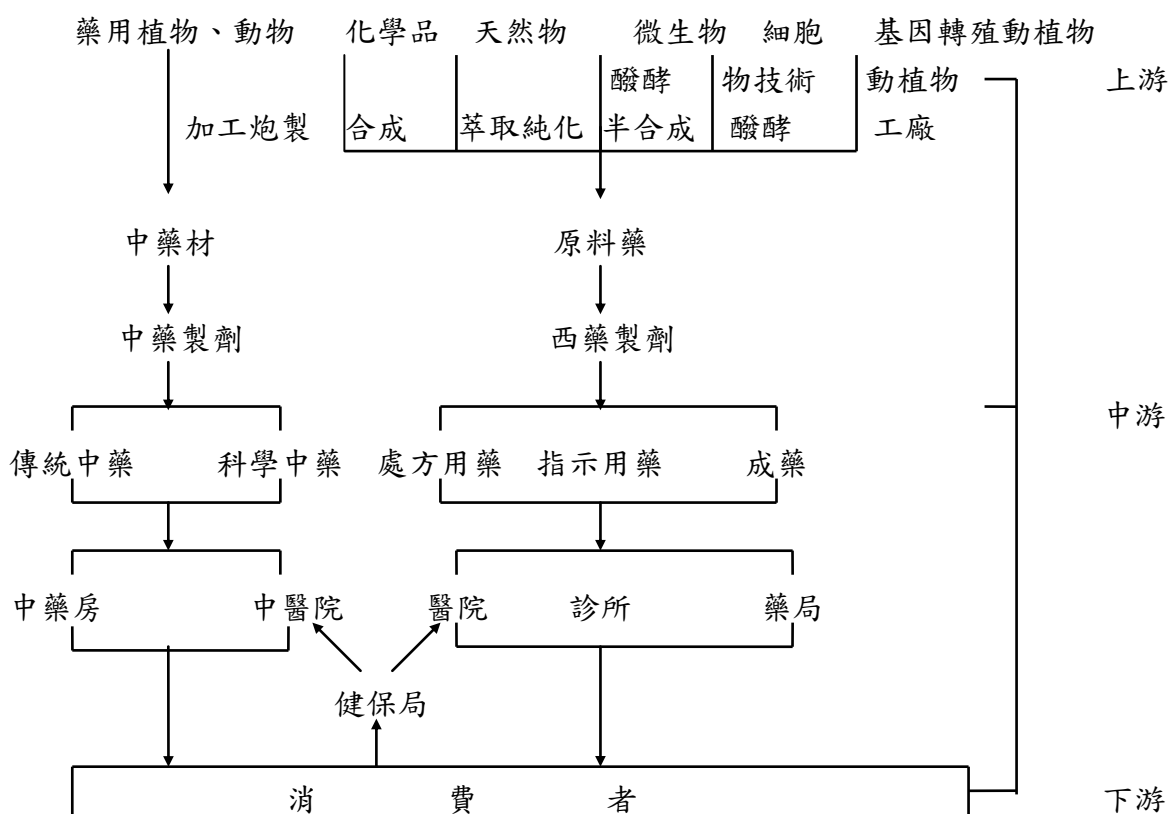 藥用植物、動物 化學品 天然物 微生物 細胞 基因轉殖動植物
醱酵 物技術 動植物 上游
加工炮製 合成 萃取純化 半合成 醱酵 工廠
中藥材 原料藥
中藥製劑 西藥製劑
中游
傳統中藥 科學中藥 處方用藥 指示用藥 成藥
中藥房 中醫院 醫院 診所 藥局
健保局
消費者 下游